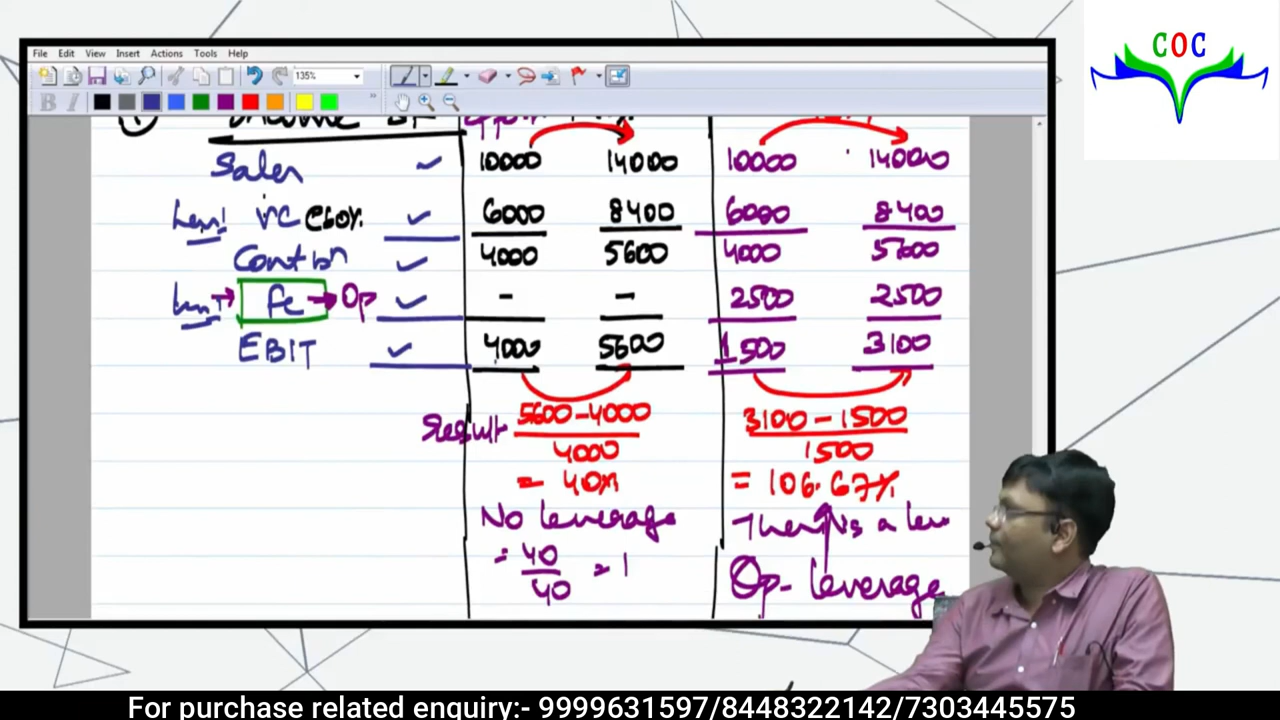 COC
File Edit View Insert Actions Tools Help
135%
B I
Income St
Sales 10000 14000 10000 14000
VC @60% 6000 8400 6000 8400
Contbn 4000 5600 4000 5600
FC Op - - 2500 2500
EBIT 4000 5600 1500 3100
Result 5600-4000 3100-1500
4000 1500
= 40% = 106.67%
No leverage There is a lev
= 40 = 1 Op- leverage
40
For purchase related enquiry:- 9999631597/8448322142/7303445575